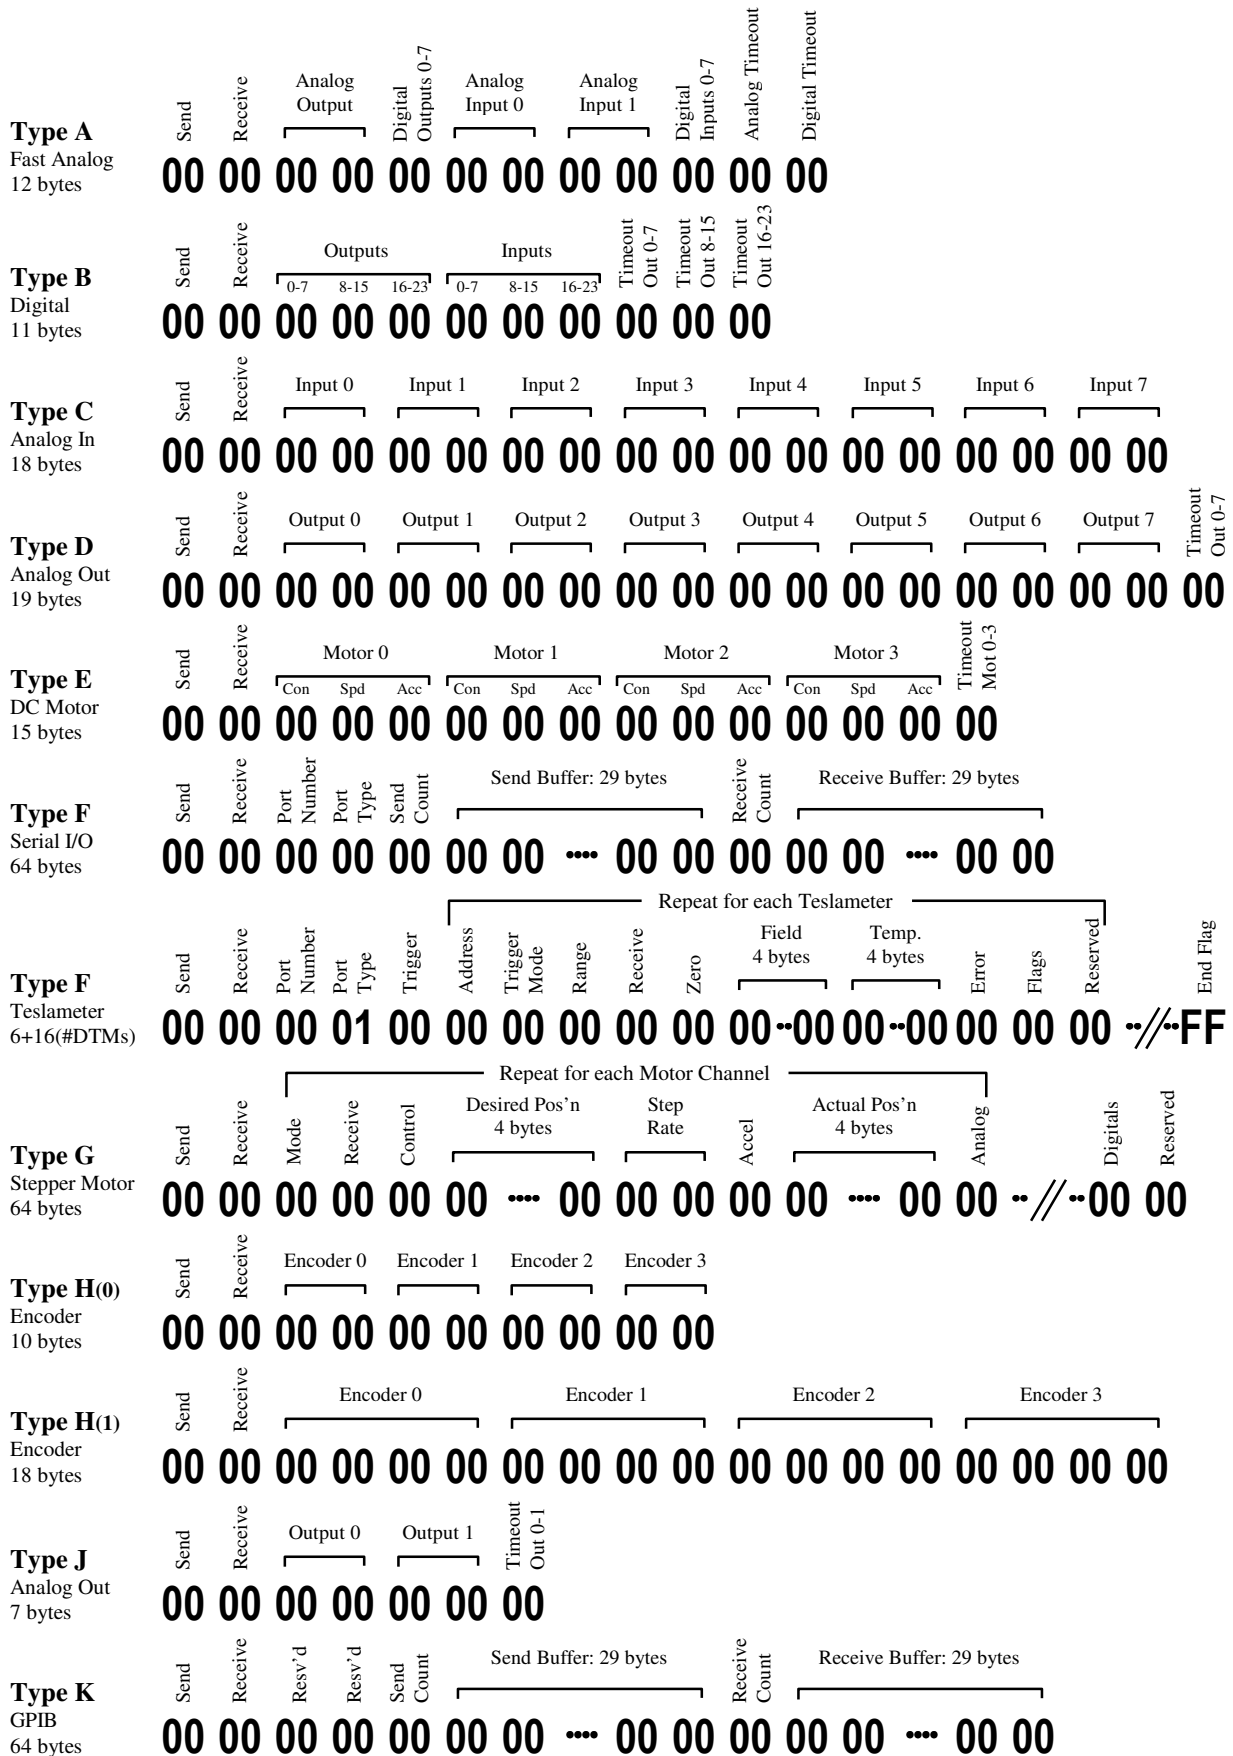 Type A
Fast Analog
12 bytes
Send
Receive
Analog
Output
Digital
Outputs 0-7
Analog
Input 0
Analog
Input 1
Digital
Inputs 0-7
Analog Timeout
Digital Timeout
00 00 00 00 00 00 00 00 00 00 00 00
Type B
Digital
11 bytes
Send
Receive
Outputs
0-7 8-15 16-23
Inputs
0-7 8-15 16-23
Timeout
Out 0-7
Timeout
Out 8-15
Timeout
Out 16-23
00 00 00 00 00 00 00 00 00 00 00
Type C
Analog In
18 bytes
Send
Receive
Input 0 Input 1 Input 2 Input 3 Input 4 Input 5 Input 6 Input 7
00 00 00 00 00 00 00 00 00 00 00 00 00 00 00 00 00 00
Type D
Analog Out
19 bytes
Send
Receive
Output 0 Output 1 Output 2 Output 3 Output 4 Output 5 Output 6 Output 7
Timeout
Out 0-7
00 00 00 00 00 00 00 00 00 00 00 00 00 00 00 00 00 00 00
Type E
DC Motor
15 bytes
Send
Receive
Motor 0 Motor 1 Motor 2 Motor 3
Con Spd Acc Con Spd Acc Con Spd Acc Con Spd Acc
Timeout
Mot 0-3
00 00 00 00 00 00 00 00 00 00 00 00 00 00 00
Type F
Serial I/O
64 bytes
Send
Receive
Port
Number
Port
Type
Send
Count
Send Buffer: 29 bytes
Receive
Count
Receive Buffer: 29 bytes
00 00 00 00 00 00 00 •••• 00 00 00 00 00 •••• 00 00
Type F
Teslameter
6+16(#DTMs)
Send
Receive
Port
Number
Port
Type
Trigger
Repeat for each Teslameter
Address
Trigger
Mode
Range
Receive
Zero
Field
4 bytes
Temp.
4 bytes
Error
Flags
Reserved
End Flag
00 00 00 01 00 00 00 00 00 00 00 ••00 00 ••00 00 00 00 ••//••FF
Type G
Stepper Motor
64 bytes
Send
Receive
Repeat for each Motor Channel
Mode
Receive
Control
Desired Pos'n
4 bytes
Step
Rate
Accel
Actual Pos'n
4 bytes
Analog
Digitals
Reserved
00 00 00 00 00 00 •••• 00 00 00 00 00 •••• 00 00 ••//••00 00
Type H(0)
Encoder
10 bytes
Send
Receive
Encoder 0 Encoder 1 Encoder 2 Encoder 3
00 00 00 00 00 00 00 00 00 00
Type H(1)
Encoder
18 bytes
Send
Receive
Encoder 0 Encoder 1 Encoder 2 Encoder 3
00 00 00 00 00 00 00 00 00 00 00 00 00 00 00 00 00 00
Type J
Analog Out
7 bytes
Send
Receive
Output 0 Output 1
Timeout
Out 0-1
00 00 00 00 00 00 00
Type K
GPIB
64 bytes
Send
Receive
Resv'd
Resv'd
Send
Count
Send Buffer: 29 bytes
Receive
Count
Receive Buffer: 29 bytes
00 00 00 00 00 00 00 •••• 00 00 00 00 00 •••• 00 00